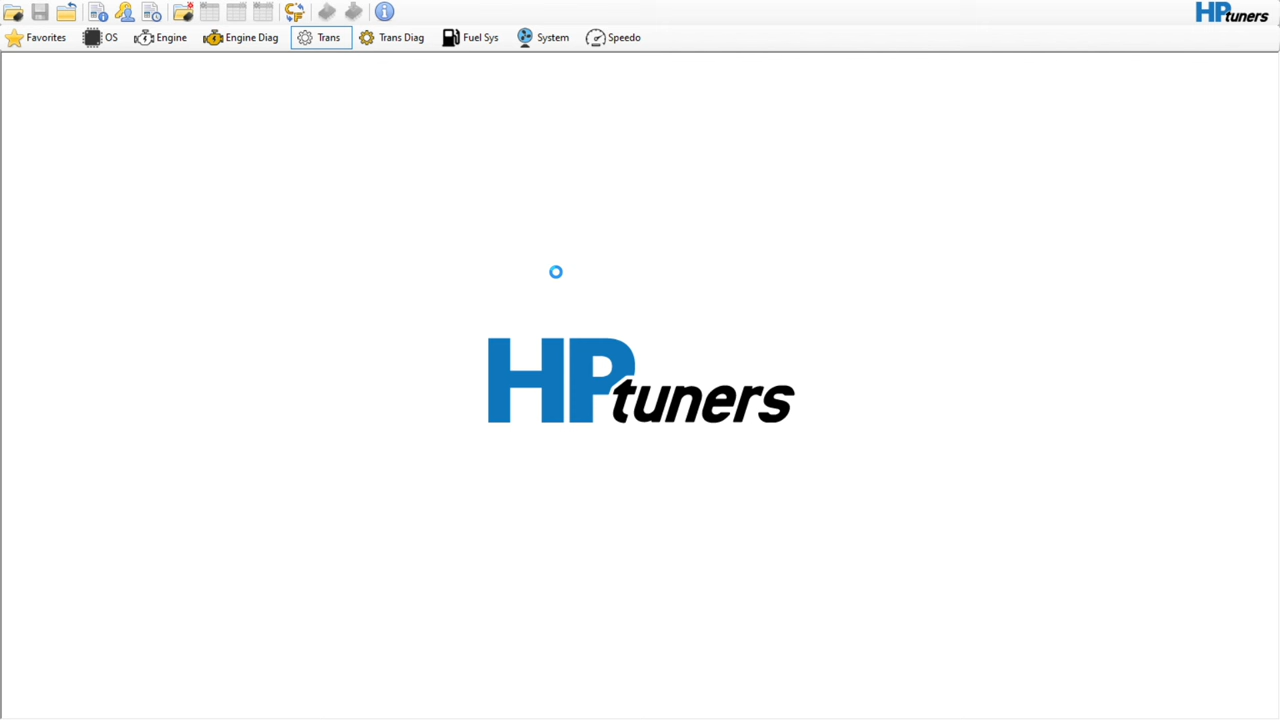 HPtuners
Favorites OS Engine Engine Diag Trans Trans Diag Fuel Sys System Speedo
HPtuners